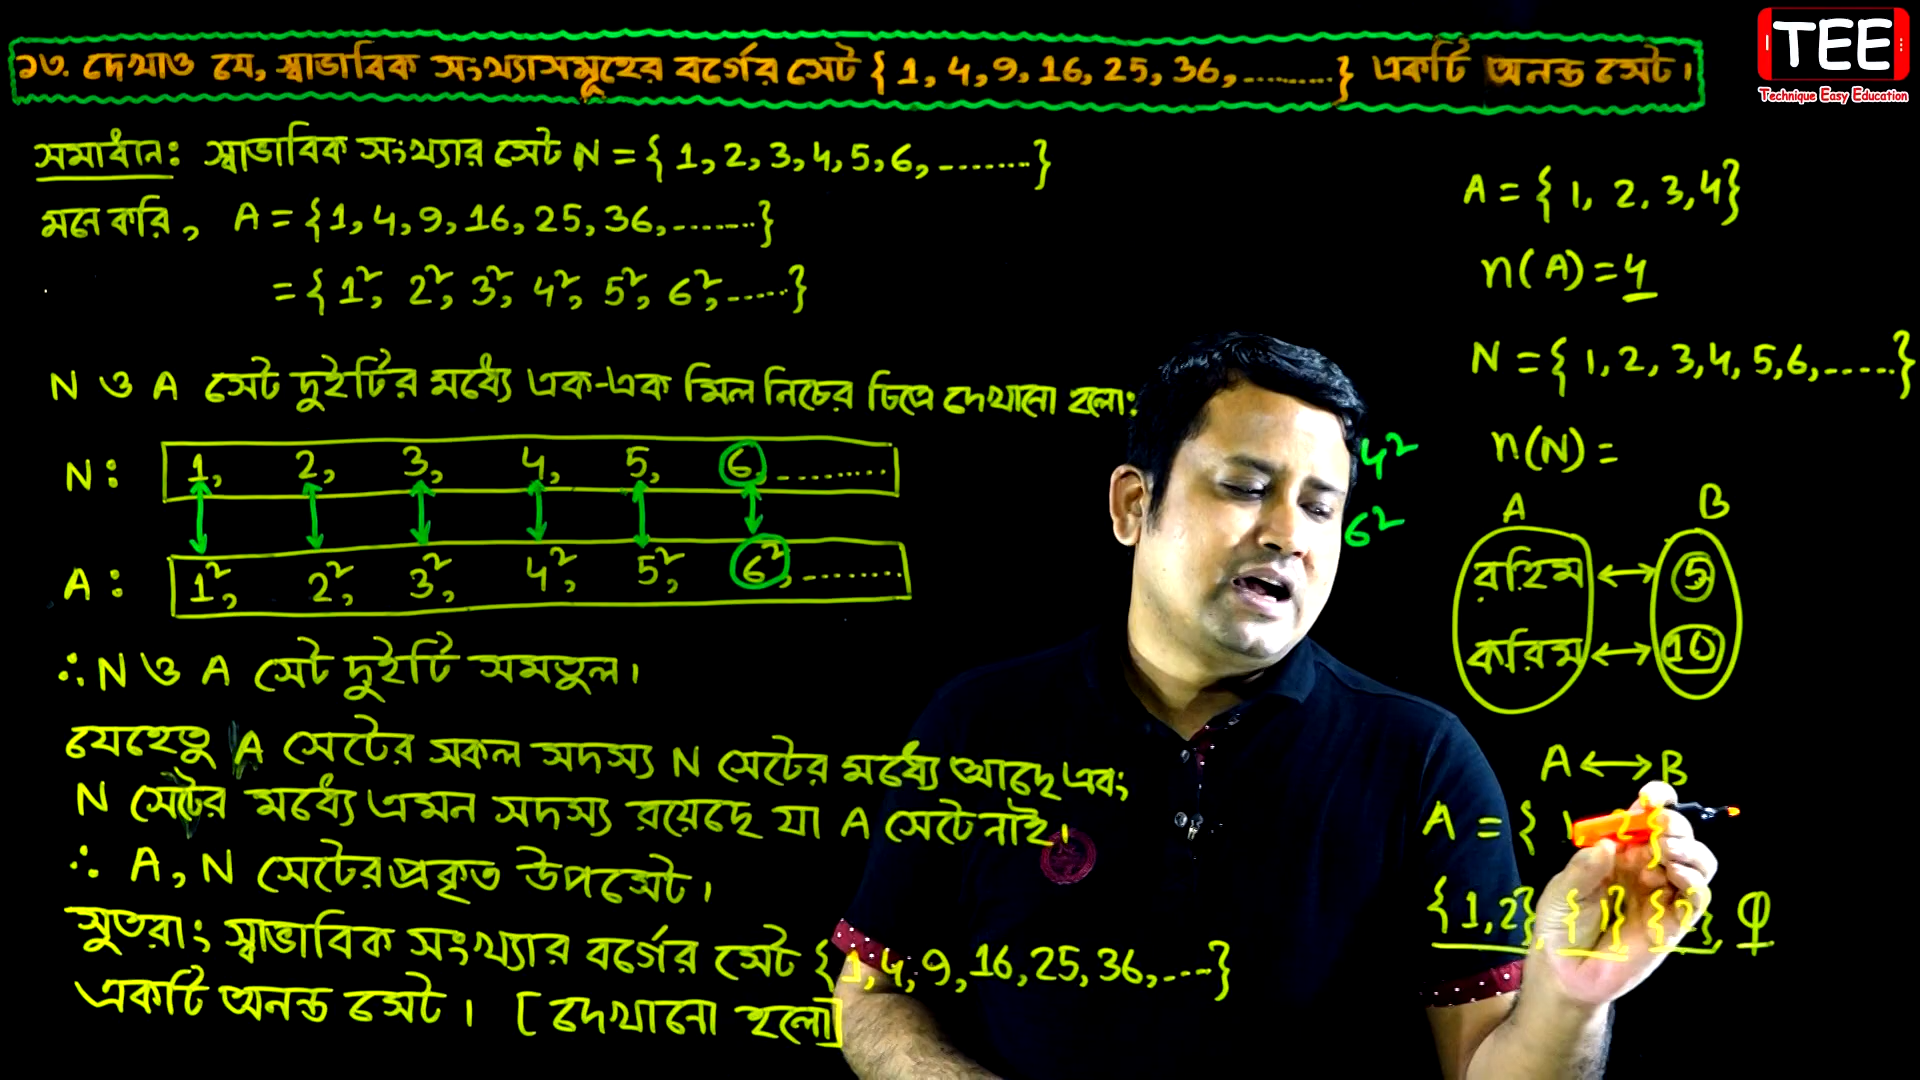 ১৩. দেখাও যে, স্বাভাবিক সংখ্যাসমূহের বর্গের সেট { 1, 4, 9, 16, 25, 36, .......... } একটি অনন্ত সেট।
TEE
Technique Easy Education
সমাধান: স্বাভাবিক সংখ্যার সেট N = { 1, 2, 3, 4, 5, 6, ........ }
মনে করি, A = { 1, 4, 9, 16, 25, 36, ....... }
= { 1², 2², 3², 4², 5², 6², ...... }
N ও A সেট দুইটির মধ্যে এক-এক মিল নিচের চিত্রে দেখানো হলো:
N: 1, 2, 3, 4, 5, 6, .........
A: 1², 2², 3², 4², 5², 6², .........
∴ N ও A সেট দুইটি সমতুল।
যেহেতু A সেটের সকল সদস্য N সেটের মধ্যে আছে এবং
N সেটের মধ্যে এমন সদস্য রয়েছে যা A সেটে নাই।
∴ A, N সেটের প্রকৃত উপসেট।
সুতরাং স্বাভাবিক সংখ্যার বর্গের সেট { 1, 4, 9, 16, 25, 36, .... }
একটি অনন্ত সেট। [ দেখানো হলো ]
A = { 1, 2, 3, 4 }
n(A) = 4
N = { 1, 2, 3, 4, 5, 6, ...... }
4²
n(N) =
6²
A B
রহিম ↔ 5
করিম ↔ 10
A ↔ B
A = { 1, 2 }
{1,2}, {1} {2}, φ